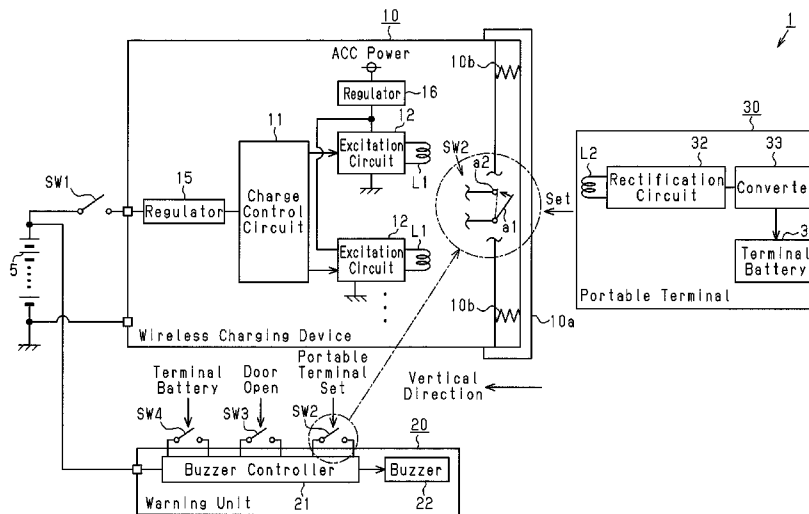 1
10
ACC Power
10b
Regulator
16
11
12
30
Excitation
Circuit
SW2
a2
L1
32
33
SW1
15
L2
Regulator
Charge
Control
Circuit
Rectification
Circuit
Converte
Set
12
L1
a1
5
Excitation
Circuit
3
Terminal
Battery
10b
Portable Terminal
Wireless Charging Device
10a
Terminal
Battery
Door
Open
Portable
Terminal
Set
Vertical
Direction
SW4
SW3
SW2
20
Buzzer Controller
Buzzer
Warning Unit
21
22